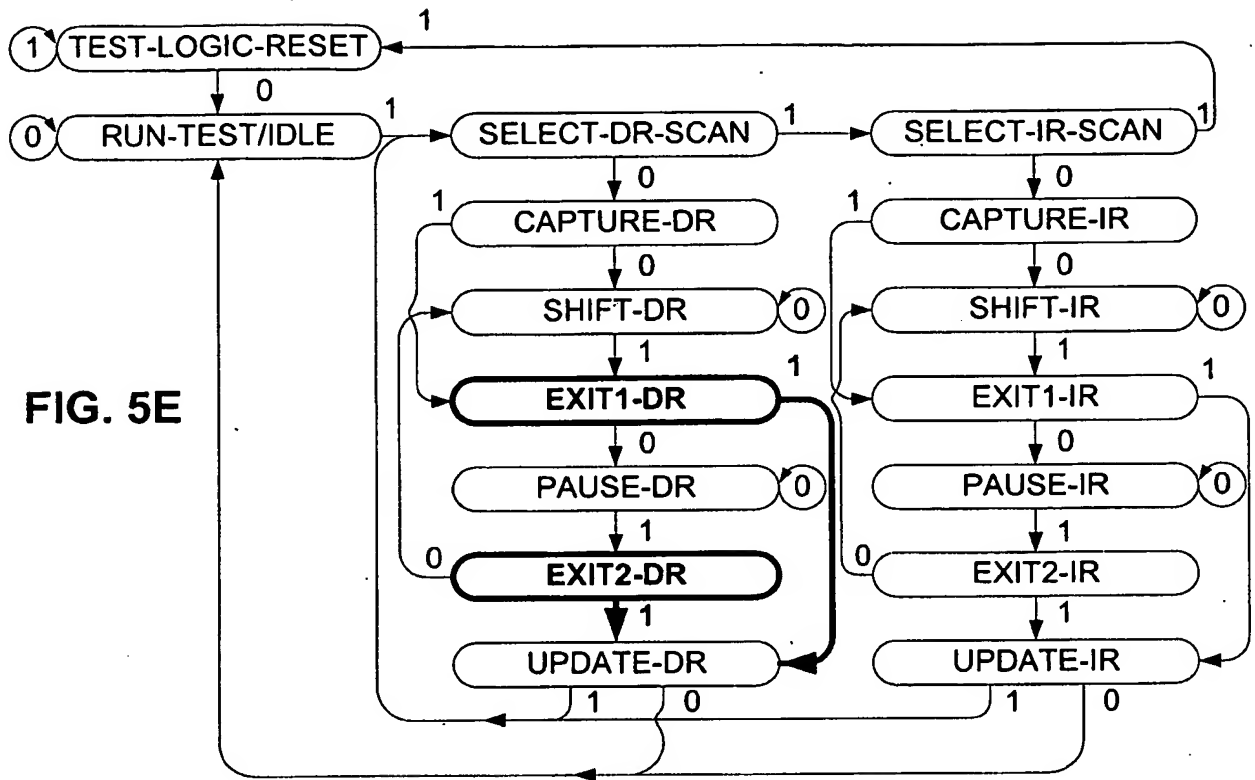 1
1 TEST-LOGIC-RESET
0
0 RUN-TEST/IDLE 1 SELECT-DR-SCAN 1 SELECT-IR-SCAN 1
0 0
1 CAPTURE-DR 1 CAPTURE-IR
0 0
SHIFT-DR 0 SHIFT-IR 0
1 1 1 1
FIG. 5E EXIT1-DR EXIT1-IR
0 0
PAUSE-DR 0 PAUSE-IR 0
1 1
0 EXIT2-DR 0 EXIT2-IR
1 1
UPDATE-DR UPDATE-IR
1 0 1 0